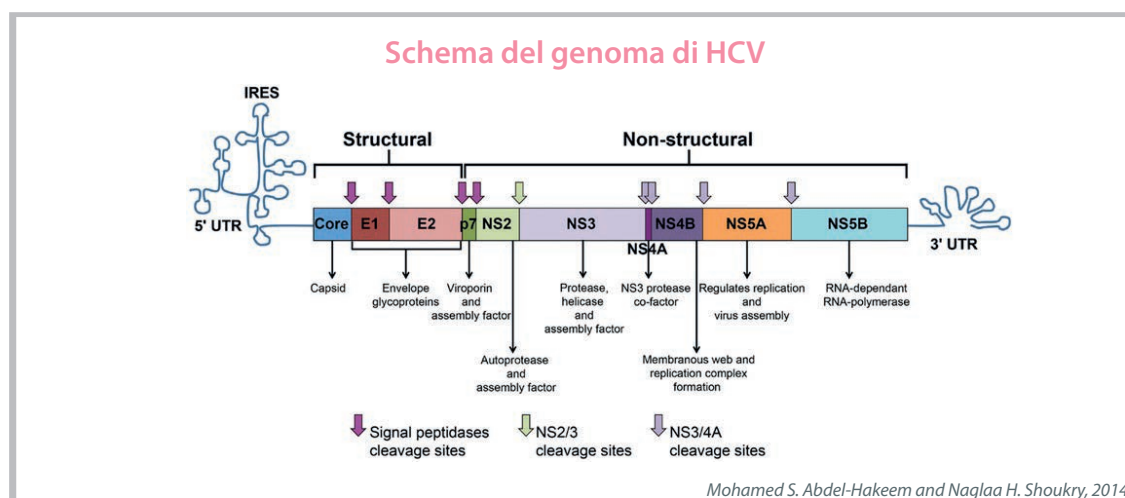 Schema del genoma di HCV
IRES
Structural
Non-structural
5' UTR
Core
E1
E2
p7
NS2
NS3
NS4A
NS4B
NS5A
NS5B
3' UTR
Capsid
Envelope
glycoproteins
Viroporin
and
assembly factor
Autoprotease
and
assembly factor
Protease,
helicase
and
assembly factor
NS3 protease
co-factor
Membranous web and
replication complex
formation
Regulates replication
and
virus assembly
RNA-dependant
RNA-polymerase
Signal peptidases
cleavage sites
NS2/3
cleavage sites
NS3/4A
cleavage sites
Mohamed S. Abdel-Hakeem and Naglaa H. Shoukry, 2014